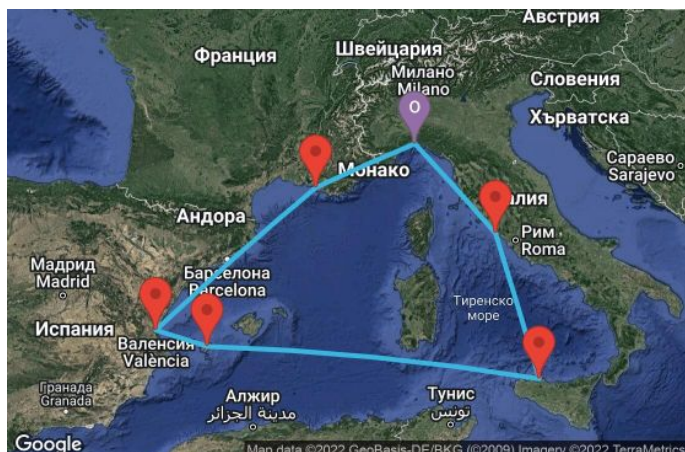 Австрия
Франция
Швейцария
Милано
Milano
Словения
О
Хърватска
Монако
Сараево
Sarajevo
алия
Андора
Рим
Roma
Мадрид
Madrid
Барселона
Barcelona
Тиренско
море
Испания
Валенсия
València
Гранада
Granada
Алжир
مدينة الجزائر
Тунис
تونس
Google
Map data ©2022 GeoBasis-DE/BKG (©2009) Imagery ©2022 TerraMetrics